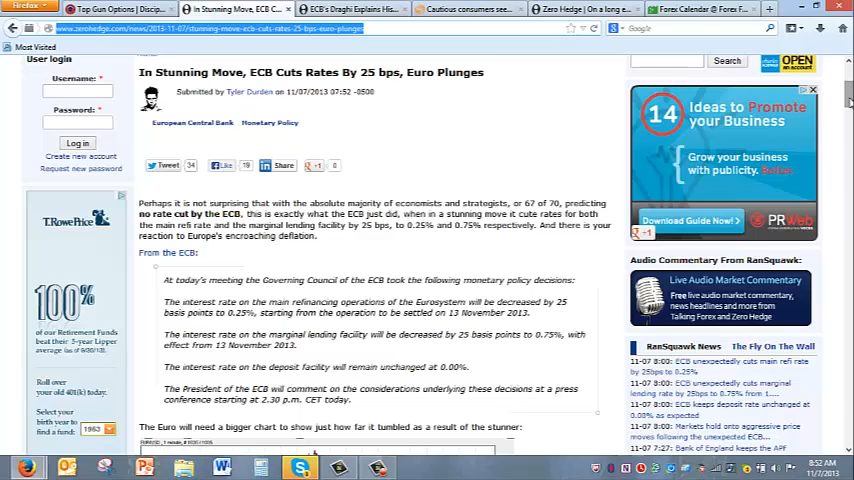 Firefox
Top Gun Options | Discip...
In Stunning Move, ECB C...
ECB's Draghi Explains His...
Cautious consumers see...
Zero Hedge | On a long e...
Forex Calendar @ Forex F...
www.zerohedge.com/news/2013-11-07/stunning-move-ecb-cuts-rates-25-bps-euro-plunges
Google
Most Visited
User login
Username:
Password:
Log in
Create new account
Request new password
T.RowePrice
100%
of our Retirement Funds
beat their 5-year Lipper
average (as of 9/30/13).
Roll over
your old 401(k) today.
Select your
birth year to
find a fund:
1963
In Stunning Move, ECB Cuts Rates By 25 bps, Euro Plunges
Submitted by Tyler Durden on 11/07/2013 07:52 -0500
European Central Bank Monetary Policy
Tweet 34 Like 19 Share +1 0
Perhaps it is not surprising that with the absolute majority of economists and strategists, or 67 of 70, predicting
no rate cut by the ECB, this is exactly what the ECB just did, when in a stunning move it cute rates for both
the main refi rate and the marginal lending facility by 25 bps, to 0.25% and 0.75% respectively. And there is your
reaction to Europe's encroaching deflation.
From the ECB:
At today's meeting the Governing Council of the ECB took the following monetary policy decisions:
The interest rate on the main refinancing operations of the Eurosystem will be decreased by 25
basis points to 0.25%, starting from the operation to be settled on 13 November 2013.
The interest rate on the marginal lending facility will be decreased by 25 basis points to 0.75%, with
effect from 13 November 2013.
The interest rate on the deposit facility will remain unchanged at 0.00%.
The President of the ECB will comment on the considerations underlying these decisions at a press
conference starting at 2.30 p.m. CET today.
The Euro will need a bigger chart to show just how far it tumbled as a result of the stunner:
Search
OPEN
an account
14 Ideas to Promote
your Business
Grow your business
with publicity. Better.
Download Guide Now!
PRWeb
+1
Audio Commentary From RanSquawk:
Live Audio Market Commentary
Free live audio market commentary,
news headlines and more from
Talking Forex and Zero Hedge
RanSquawk News The Fly On The Wall
11-07 8:00: ECB unexpectedly cuts main refi rate
by 25bps to 0.25%
11-07 8:00: ECB unexpectedly cuts marginal
lending rate by 25bps to 0.75% from 1....
11-07 8:00: ECB keeps deposit rate unchanged at
0.00% as expected
11-07 8:00: Markets hold onto aggressive price
moves following the unexpected ECB...
11-07 7:27: Bank of England keeps the APF
8:52 AM
11/7/2013